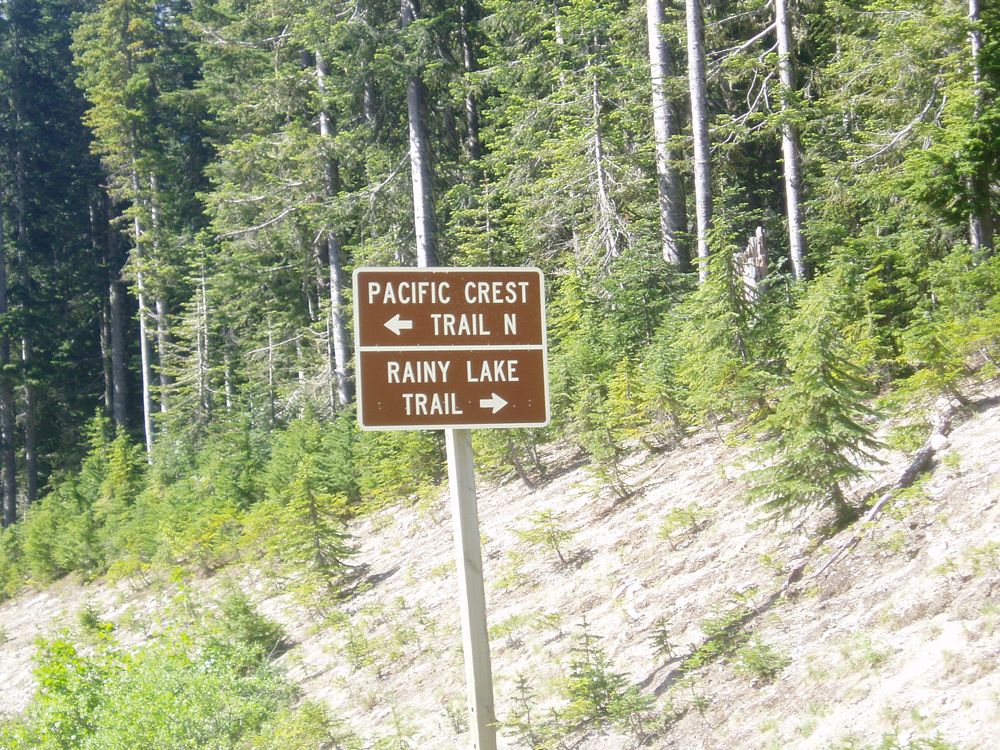 PACIFIC CREST
← TRAIL N
RAINY LAKE
TRAIL →